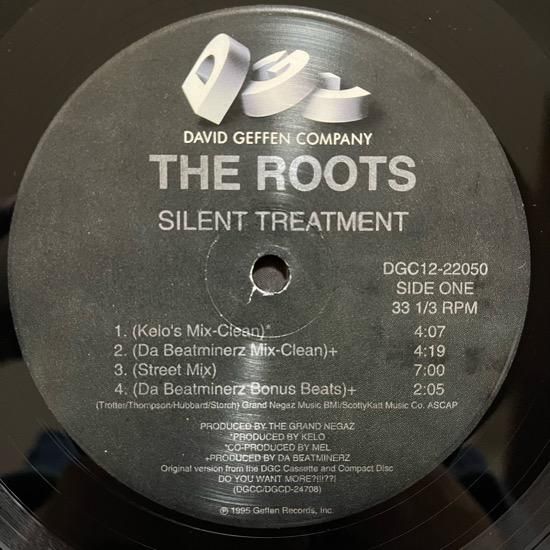 DGC
DAVID GEFFEN COMPANY
THE ROOTS
SILENT TREATMENT
DGC12-22050
SIDE ONE
33 1/3 RPM
1. (Kelo's Mix-Clean)* 4:07
2. (Da Beatminerz Mix-Clean)+ 4:19
3. (Street Mix) 7:00
4. (Da Beatminerz Bonus Beats)+ 2:05
(Trotter/Thompson/Hubbard/Storch) Grand Negaz Music BMI/ScottyKatt Music Co. ASCAP
PRODUCED BY THE GRAND NEGAZ
*PRODUCED BY KELO
*CO-PRODUCED BY MEL
+PRODUCED BY DA BEATMINERZ
Original version from the DGC Cassette and Compact Disc
DO YOU WANT MORE?!!!??!
(DGCC/DGCD-24708)
℗ 1995 Geffen Records, Inc.